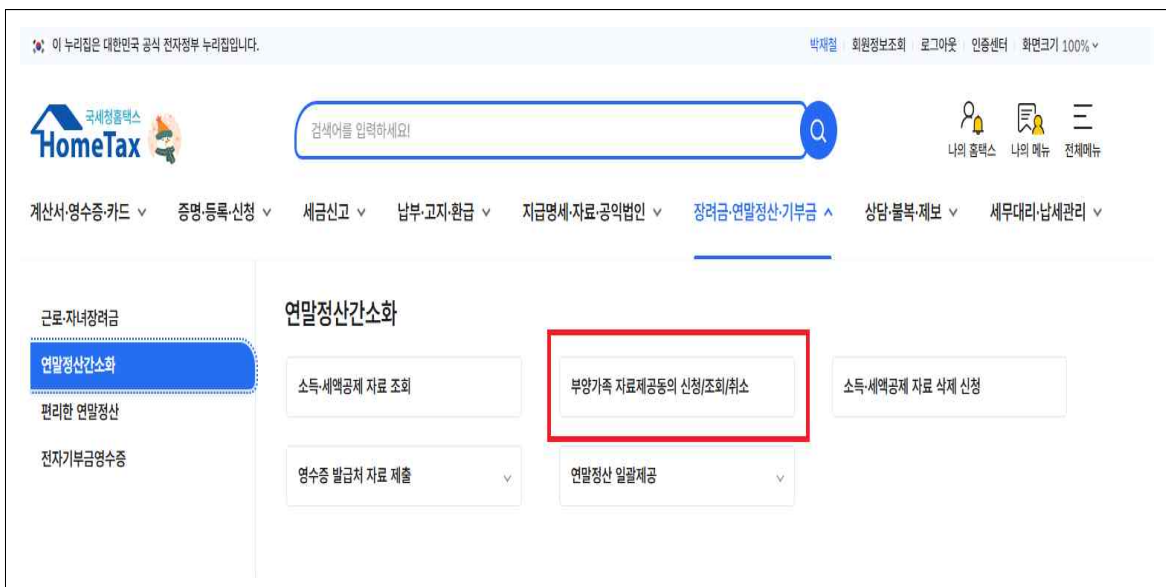 이 누리집은 대한민국 공식 전자정부 누리집입니다.
박재철 회원정보조회 로그아웃 인증센터 화면크기 100%
국세청홈택스
HomeTax
검색어를 입력하세요!
나의 홈택스 나의 메뉴 전체메뉴
계산서·영수증·카드 증명·등록·신청 세금신고 납부·고지·환급 지급명세·자료·공익법인 장려금·연말정산·기부금 상담·불복·제보 세무대리·납세관리
근로·자녀장려금
연말정산간소화
편리한 연말정산
전자기부금영수증
연말정산간소화
소득·세액공제 자료 조회 부양가족 자료제공동의 신청/조회/취소 소득·세액공제 자료 삭제 신청
영수증 발급처 자료 제출 연말정산 일괄제공